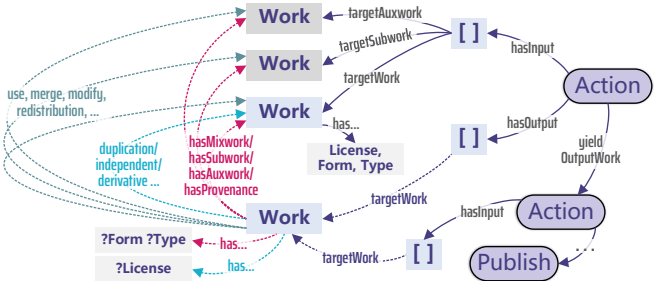 Work
targetAuxwork
[ ]
hasInput
targetSubwork
Work
targetWork
Action
use, merge, modify,
redistribution, ...
Work
has...
hasOutput
[ ]
License,
Form, Type
duplication/
independent/
derivative ...
hasMixwork/
hasSubwork/
hasAuxwork/
hasProvenance
yield
OutputWork
targetWork
Work
hasInput
Action
?Form ?Type
has...
targetWork
[ ]
...
Publish
?License
has...